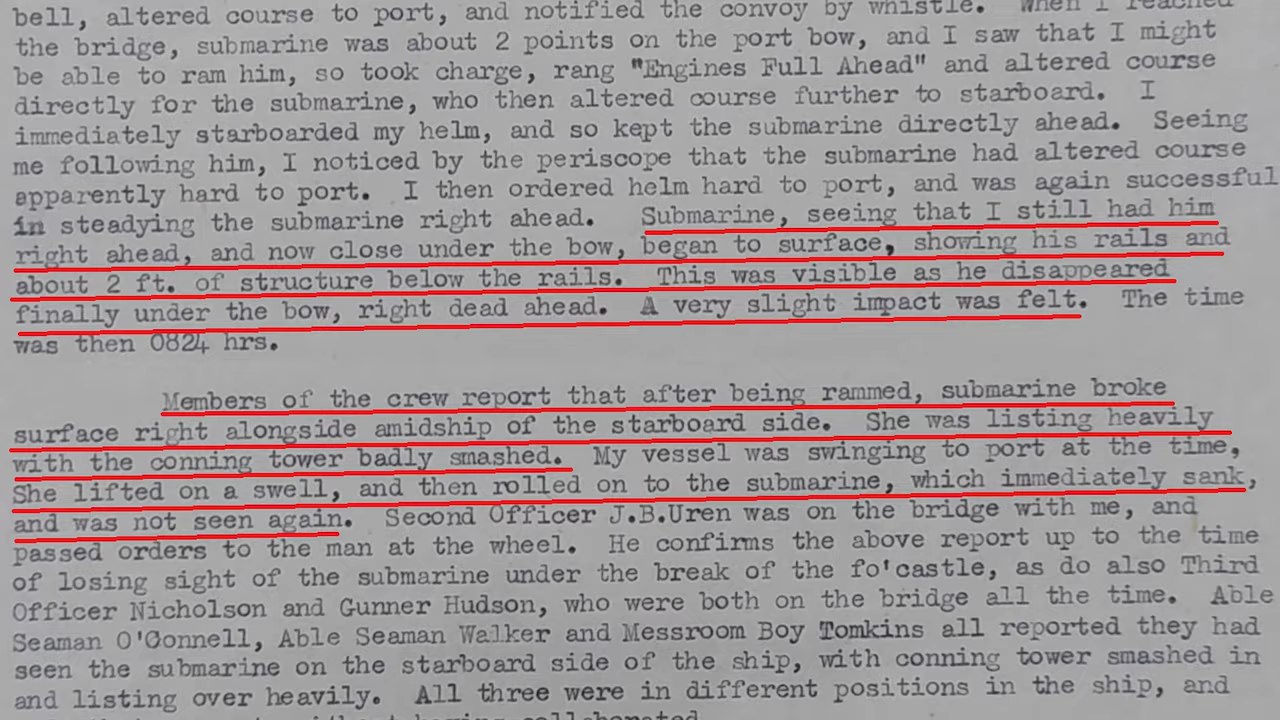 bell, altered course to port, and notified the convoy by whistle. When I reached
the bridge, submarine was about 2 points on the port bow, and I saw that I might
be able to ram him, so took charge, rang "Engines Full Ahead" and altered course
directly for the submarine, who then altered course further to starboard. I
immediately starboarded my helm, and so kept the submarine directly ahead. Seeing
me following him, I noticed by the periscope that the submarine had altered course
apparently hard to port. I then ordered helm hard to port, and was again successful
in steadying the submarine right ahead. Submarine, seeing that I still had him
right ahead, and now close under the bow, began to surface, showing his rails and
about 2 ft. of structure below the rails. This was visible as he disappeared
finally under the bow, right dead ahead. A very slight impact was felt. The time
was then 0824 hrs.
Members of the crew report that after being rammed, submarine broke
surface right alongside amidship of the starboard side. She was listing heavily
with the conning tower badly smashed. My vessel was swinging to port at the time,
She lifted on a swell, and then rolled on to the submarine, which immediately sank,
and was not seen again. Second Officer J.B.Uren was on the bridge with me, and
passed orders to the man at the wheel. He confirms the above report up to the time
of losing sight of the submarine under the break of the fo'castle, as do also Third
Officer Nicholson and Gunner Hudson, who were both on the bridge all the time. Able
Seaman O'Connell, Able Seaman Walker and Messroom Boy Tomkins all reported they had
seen the submarine on the starboard side of the ship, with conning tower smashed in
and listing over heavily. All three were in different positions in the ship, and